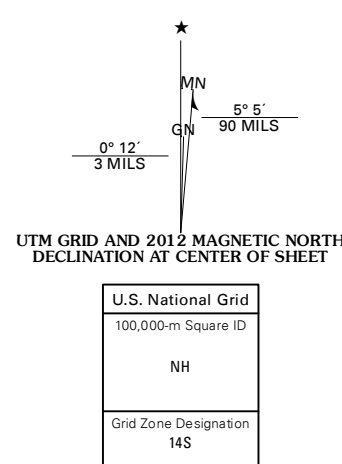 MN
5° 5´
90 MILS
GN
0° 12´
3 MILS
UTM GRID AND 2012 MAGNETIC NORTH
DECLINATION AT CENTER OF SHEET
U.S. National Grid
100,000-m Square ID
NH
Grid Zone Designation
14S